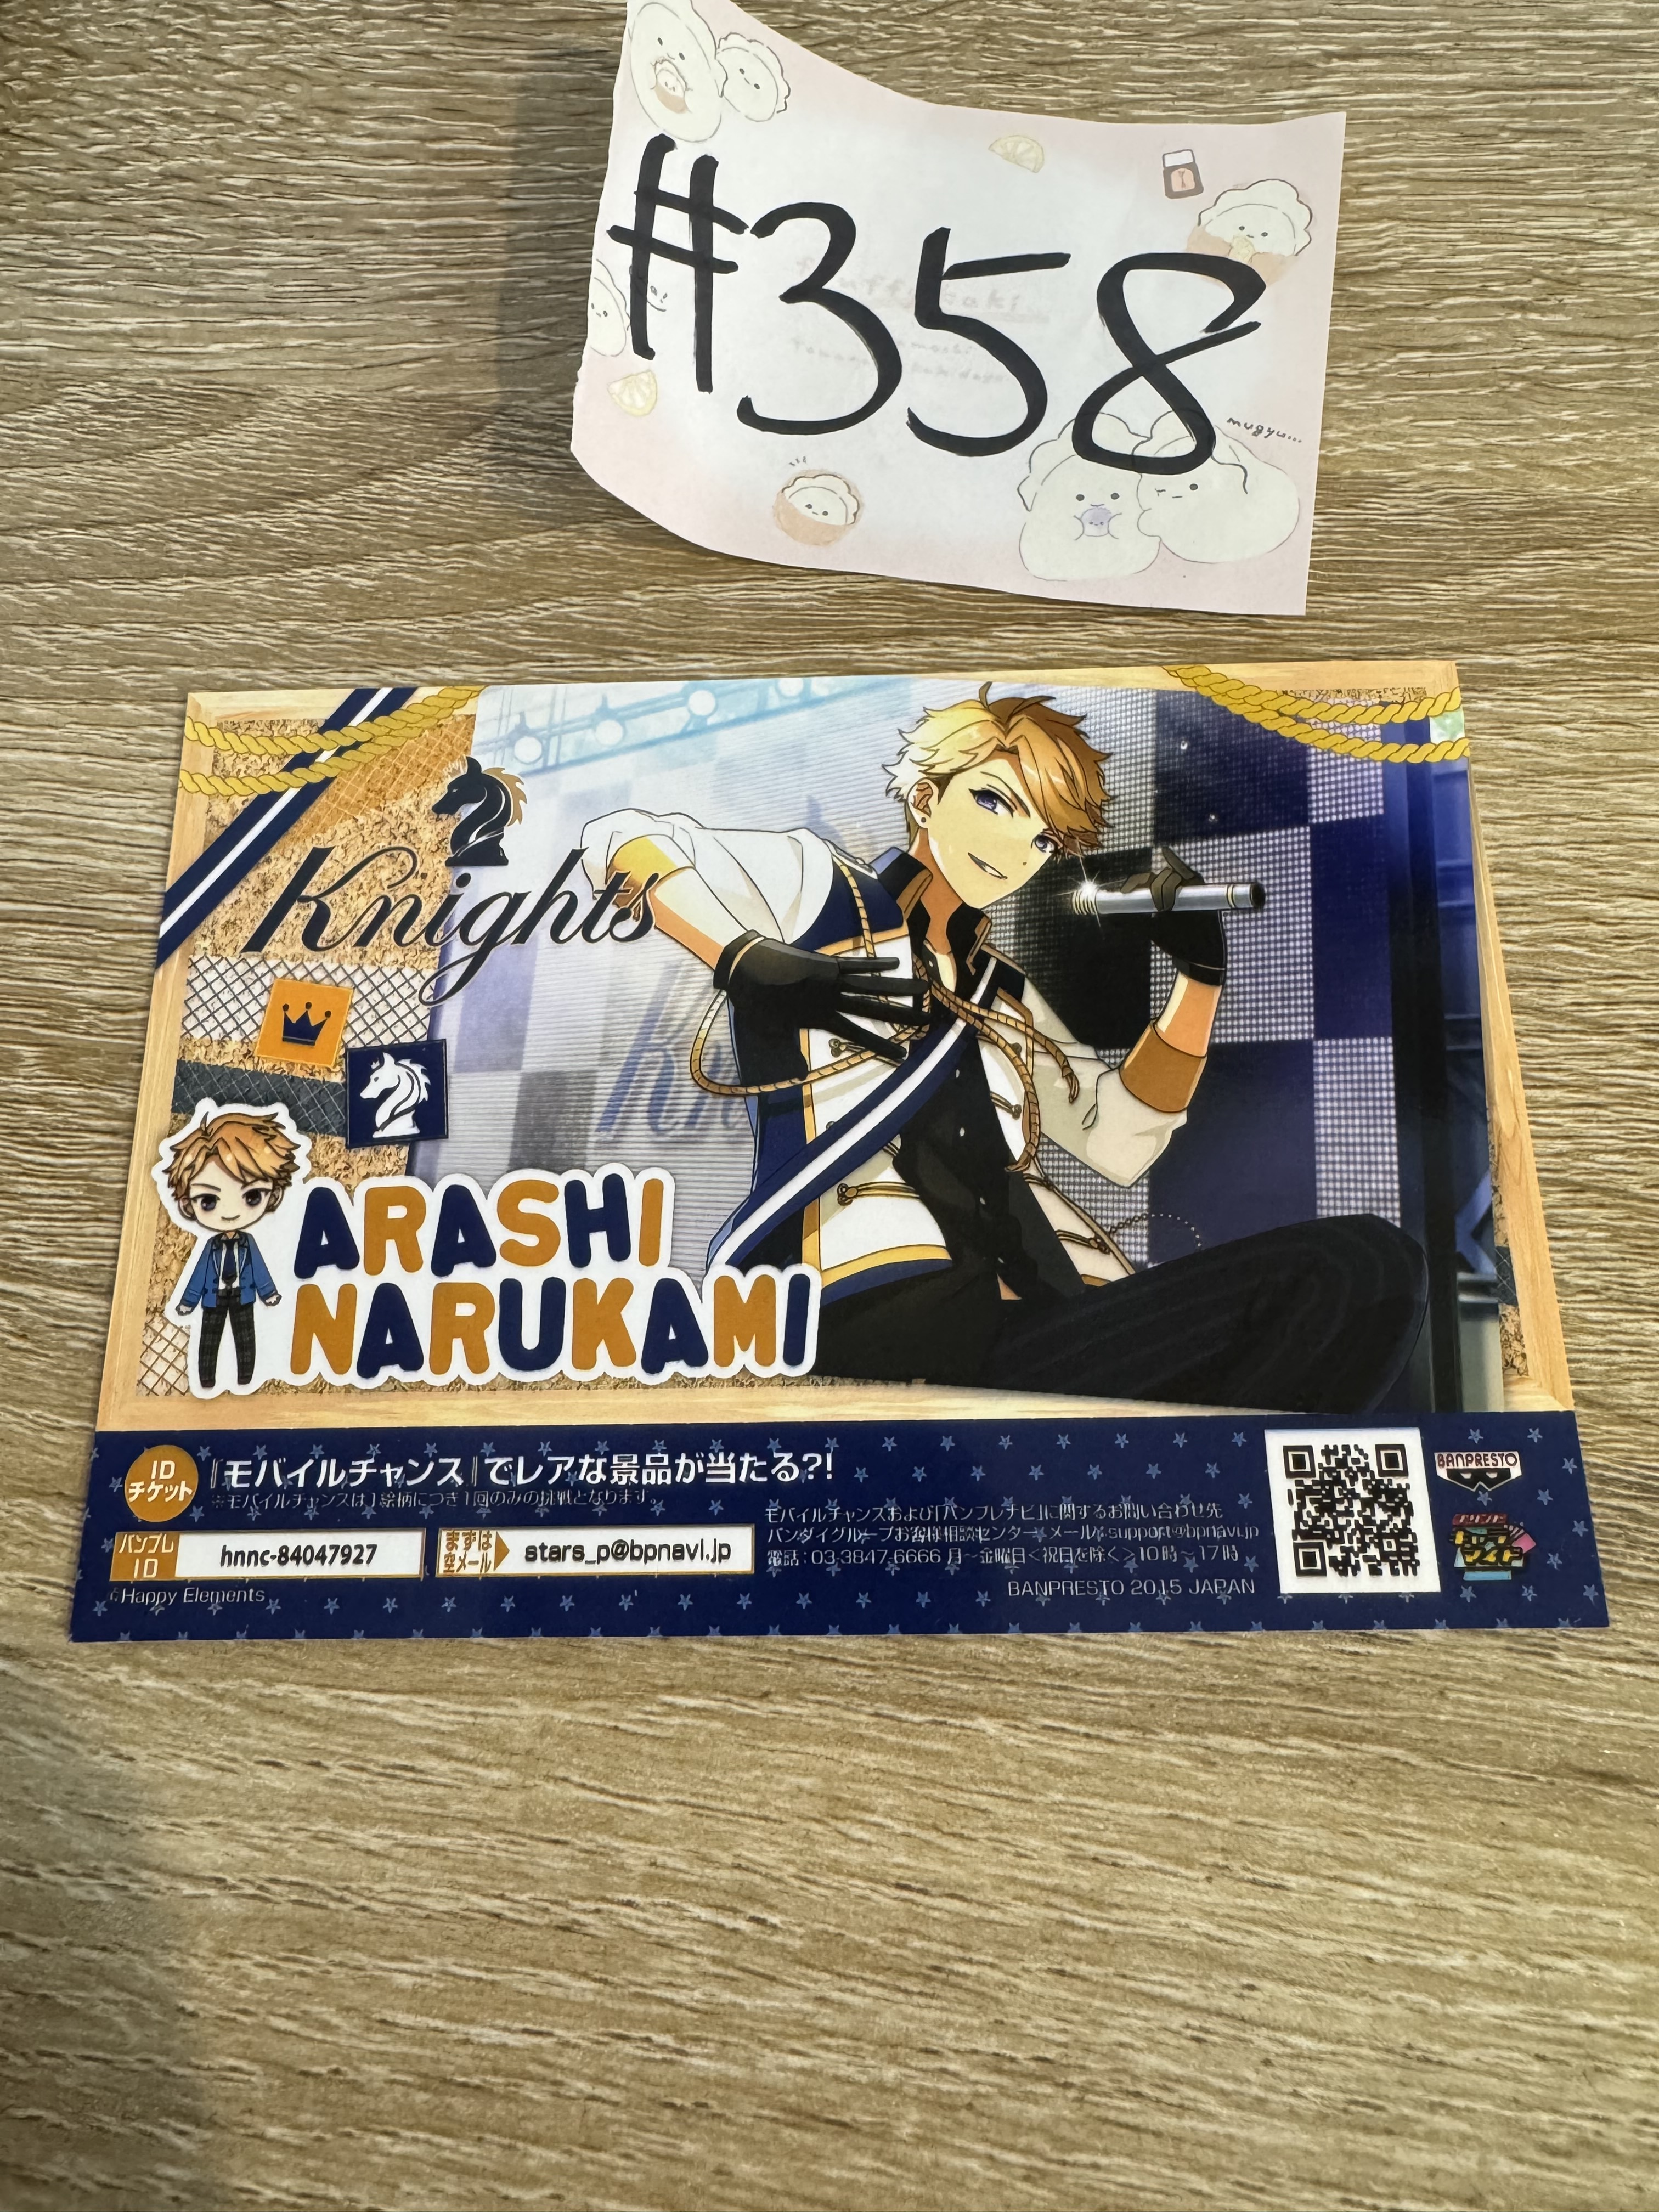 #358
mugyu...
Knights
ARASHI
NARUKAMI
ID
チケット
『モバイルチャンス』でレアな景品が当たる?!
※モバイルチャンスは1絵柄につき1回のみの挑戦となります。
バンプレ
ID
hnnc-84047927
まずは
空メール
stars_p@bpnavi.jp
モバイルチャンスおよび「バンプレナビ」に関するお問い合わせ先
バンダイグループお客様相談センター メール:support@bpnavi.jp
電話:03-3847-6666 月~金曜日<祝日を除く>10時~17時
©Happy Elements
BANPRESTO 2015 JAPAN
BANPRESTO